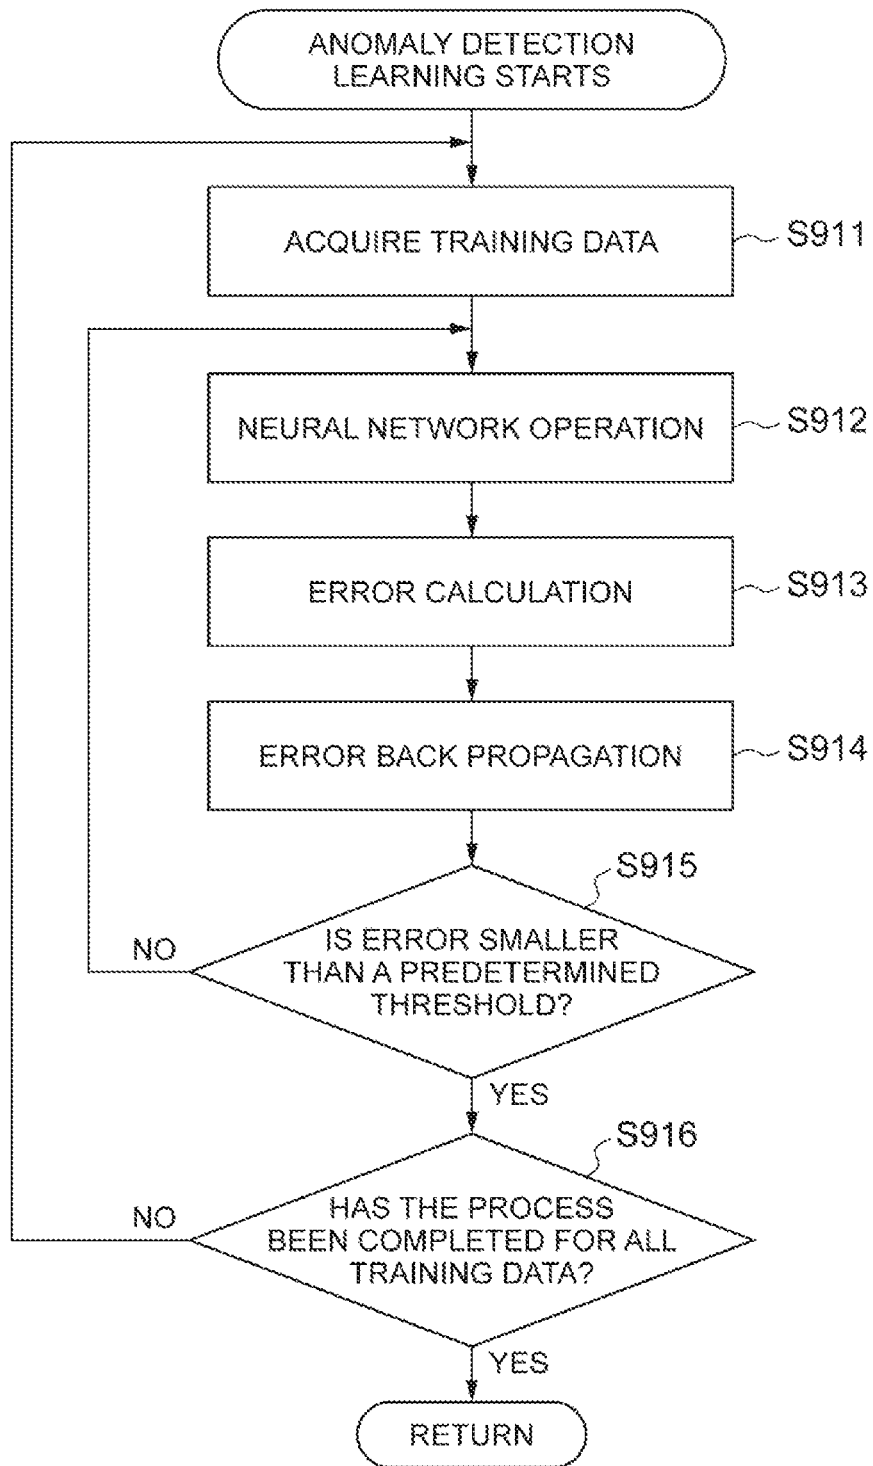 ANOMALY DETECTION
LEARNING STARTS
ACQUIRE TRAINING DATA
S911
NEURAL NETWORK OPERATION
S912
ERROR CALCULATION
S913
ERROR BACK PROPAGATION
S914
S915
IS ERROR SMALLER
THAN A PREDETERMINED
THRESHOLD?
NO
YES
S916
HAS THE PROCESS
BEEN COMPLETED FOR ALL
TRAINING DATA?
NO
YES
RETURN